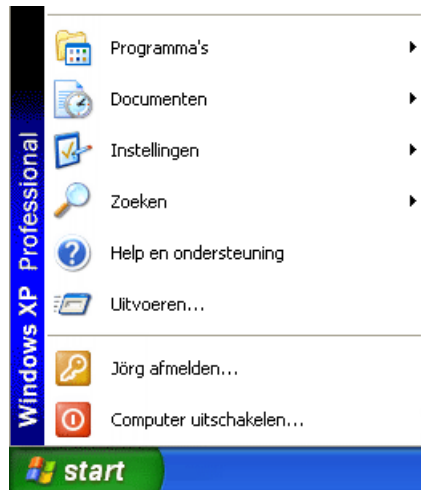 Programma's
Documenten
Instellingen
Zoeken
Help en ondersteuning
Uitvoeren...
Jörg afmelden...
Computer uitschakelen...
Windows XP Professional
start